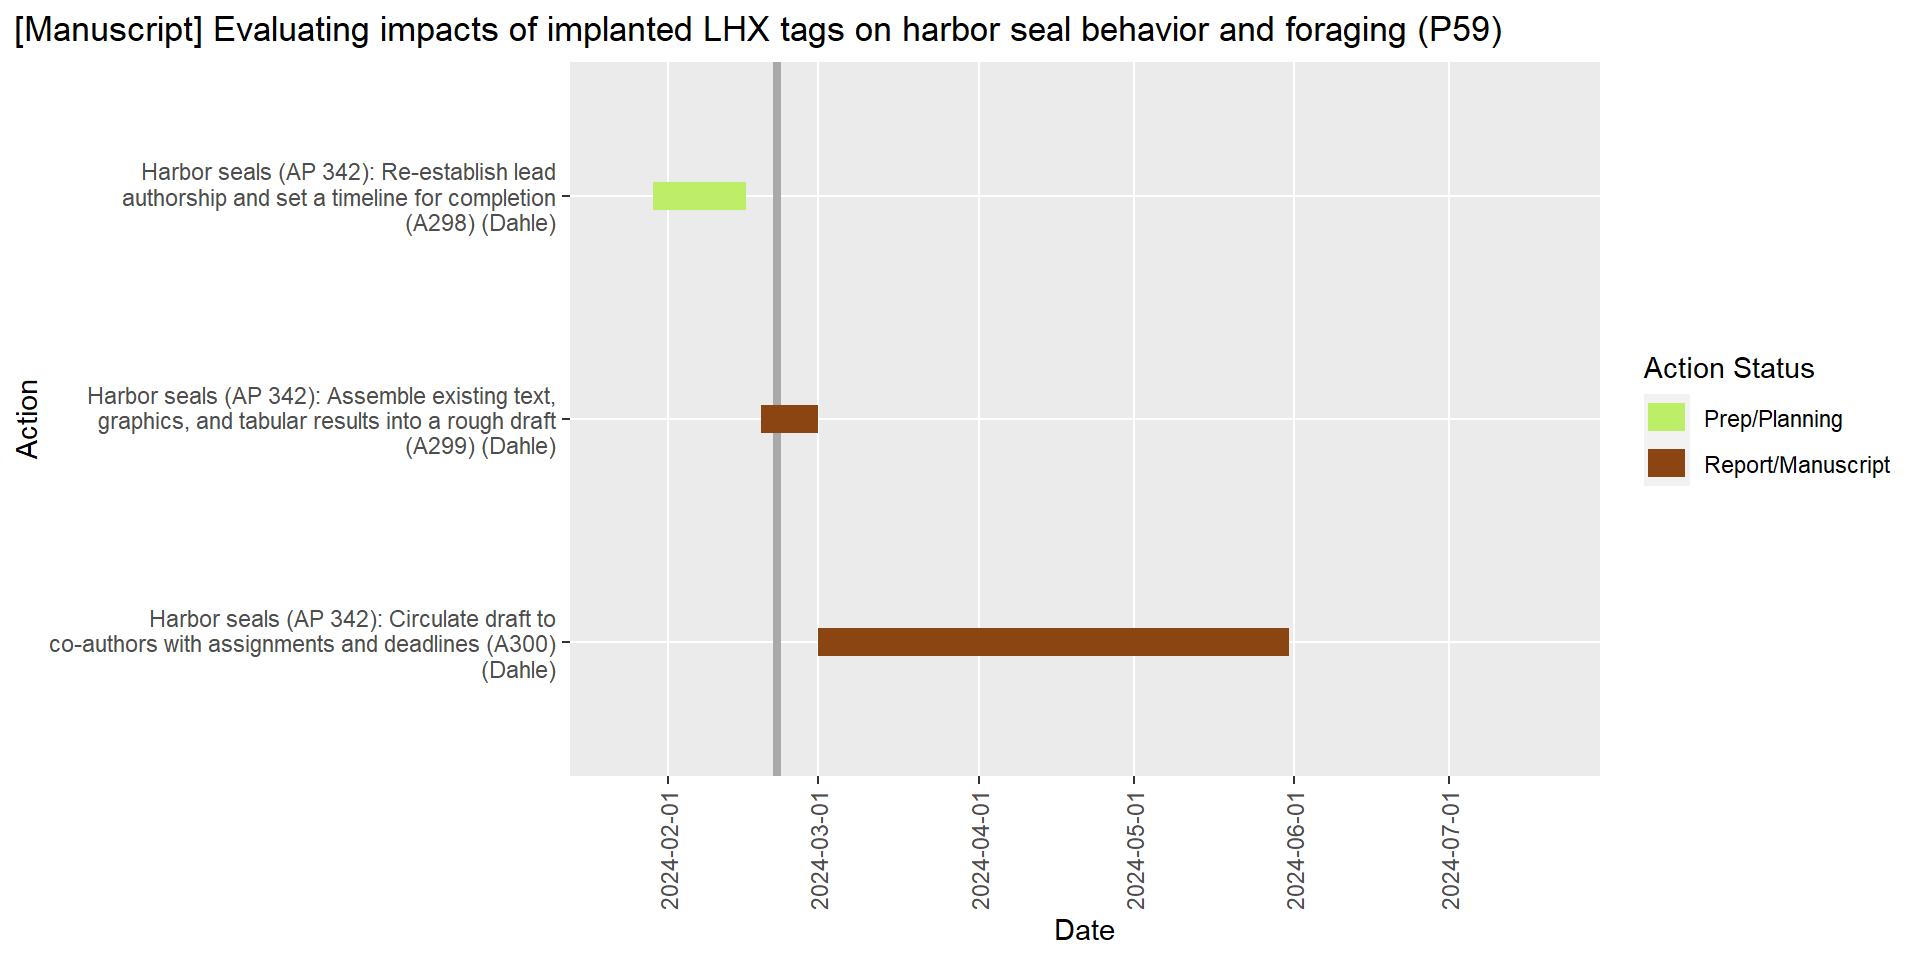 [Manuscript] Evaluating impacts of implanted LHX tags on harbor seal behavior and foraging (P59)
Action
Harbor seals (AP 342): Re-establish lead
authorship and set a timeline for completion
(A298) (Dahle)
Harbor seals (AP 342): Assemble existing text,
graphics, and tabular results into a rough draft
(A299) (Dahle)
Harbor seals (AP 342): Circulate draft to
co-authors with assignments and deadlines (A300)
(Dahle)
2024-02-01
2024-03-01
2024-04-01
2024-05-01
2024-06-01
2024-07-01
Date
Action Status
Prep/Planning
Report/Manuscript